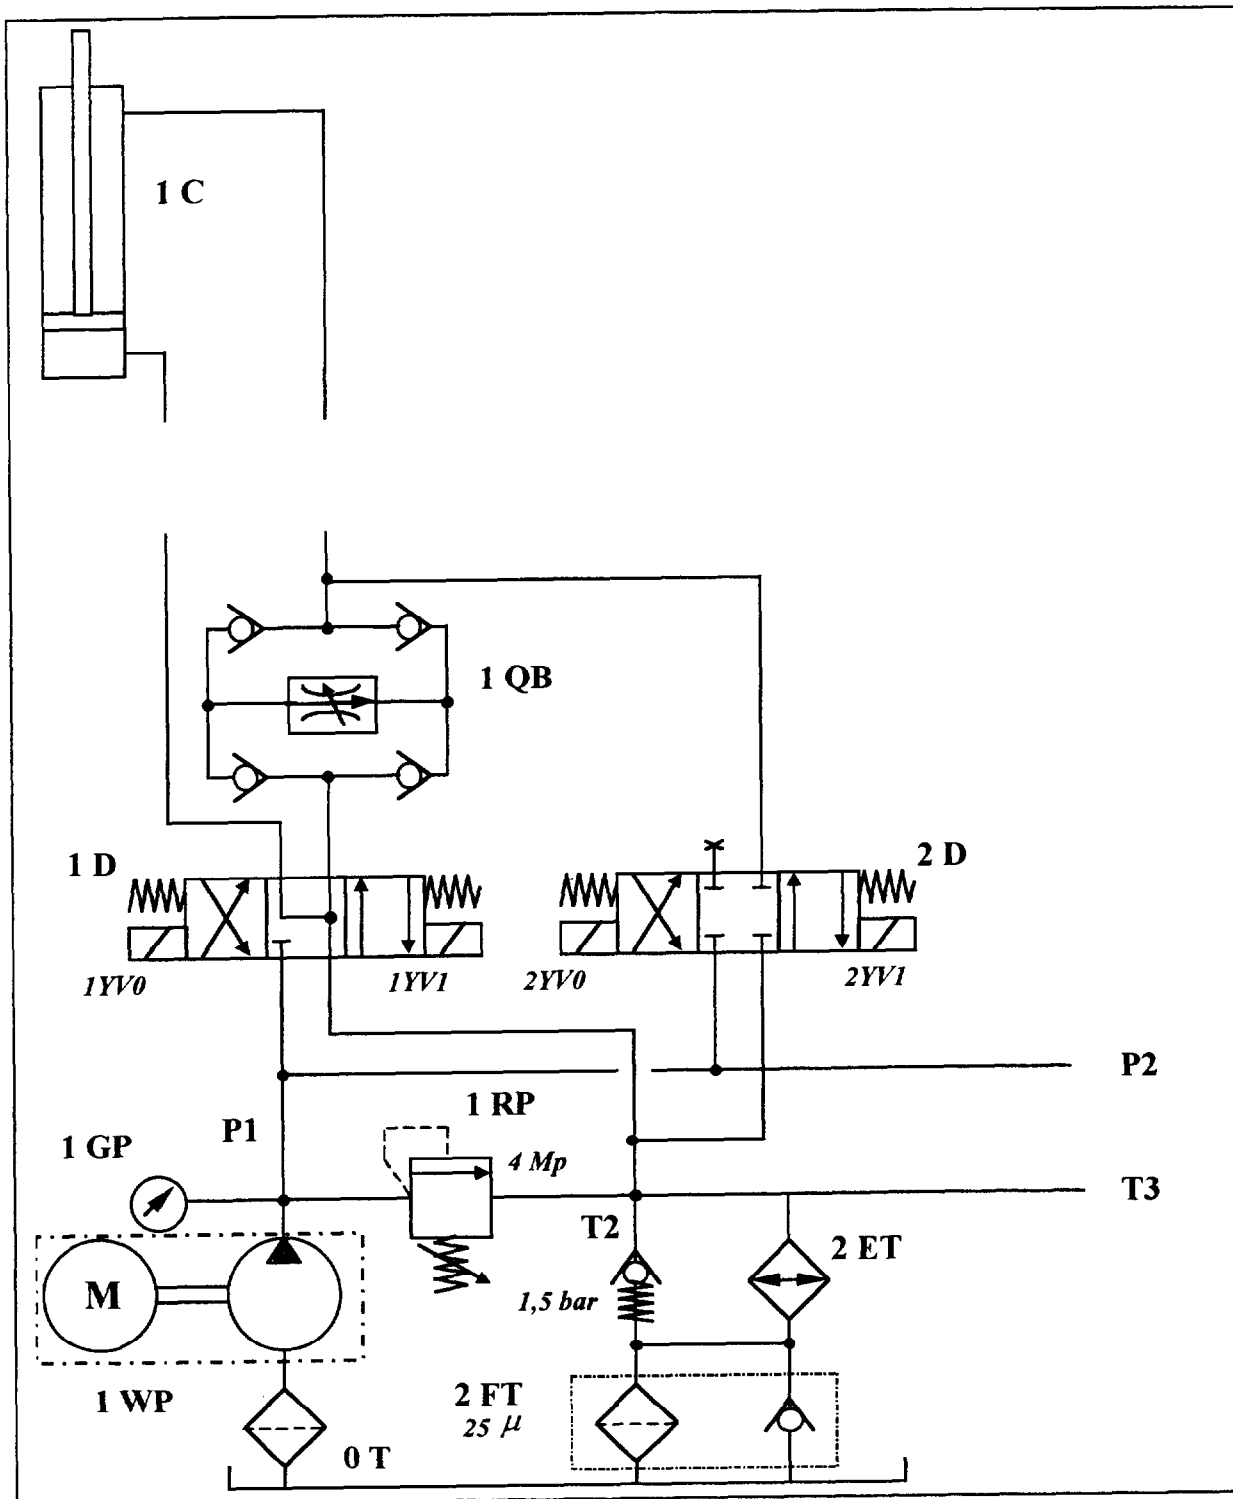 1 C
1 QB
1 D
2 D
1YV0
1YV1
2YV0
2YV1
P2
1 RP
P1
1 GP
4 Mp
T3
T2
2 ET
M
1,5 bar
1 WP
2 FT
25 μ
0 T